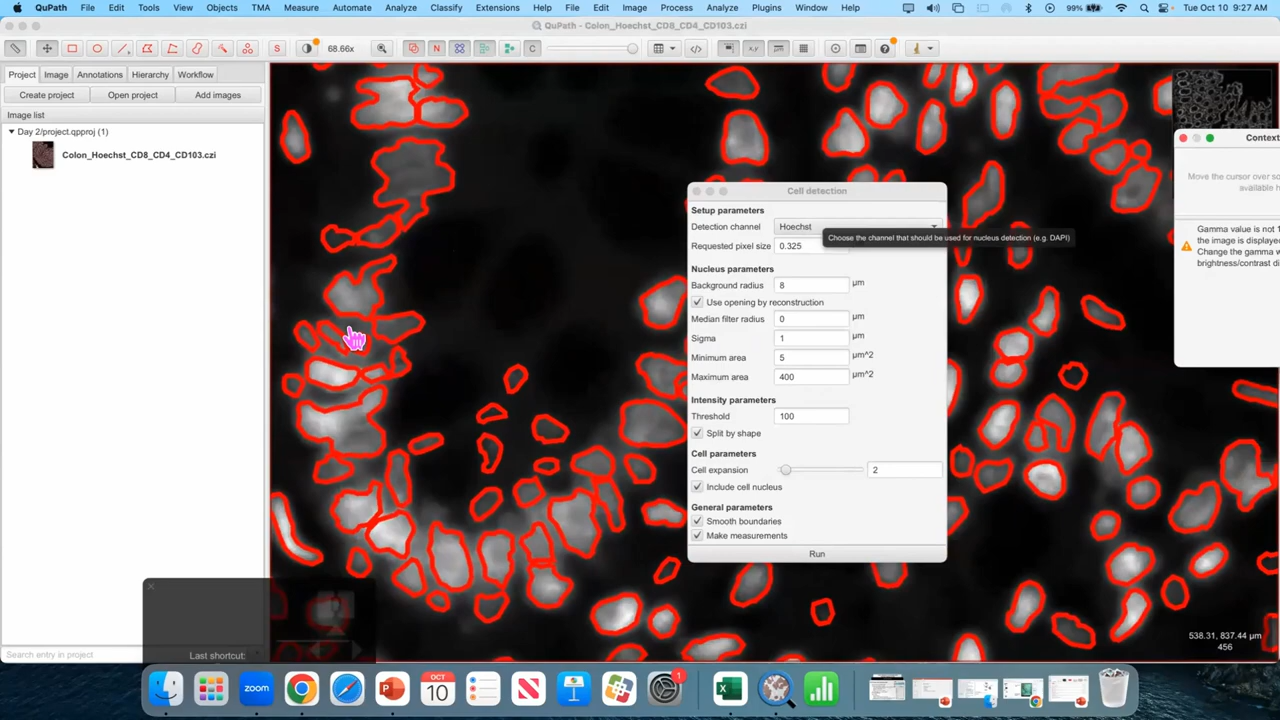 QuPath File Edit Tools View Objects TMA Measure Automate Analyze Classify Extensions Help File Edit Image Process Analyze Plugins Window Help 99% Tue Oct 10 9:27 AM
QuPath - Colon_Hoechst_CD8_CD4_CD103.czi
S 68.66x N C x,y
Project Image Annotations Hierarchy Workflow
Create project Open project Add images
Image list
Day 2/project.qpproj (1)
Colon_Hoechst_CD8_CD4_CD103.czi
Cell detection
Setup parameters
Detection channel Hoechst
Choose the channel that should be used for nucleus detection (e.g. DAPI)
Requested pixel size 0.325
Nucleus parameters
Background radius 8 µm
Use opening by reconstruction
Median filter radius 0 µm
Sigma 1 µm
Minimum area 5 µm^2
Maximum area 400 µm^2
Intensity parameters
Threshold 100
Split by shape
Cell parameters
Cell expansion 2
Include cell nucleus
General parameters
Smooth boundaries
Make measurements
Run
Context
Move the cursor over so
available h
Gamma value is not 1
the image is displaye
Change the gamma w
brightness/contrast di
538.31, 837.44 µm
456
Search entry in project
Last shortcut:
OCT
10
zoom
1